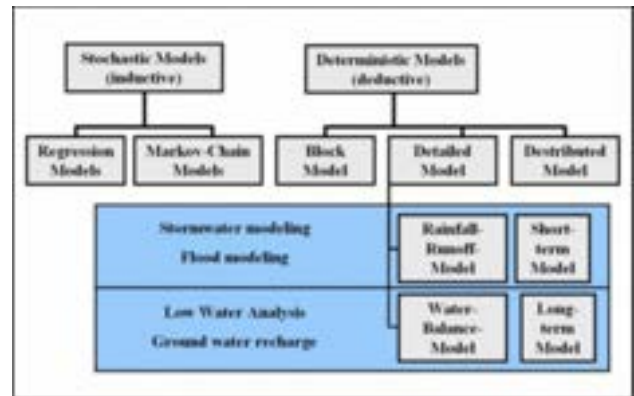 Stochastic Models
(inductive)
Deterministic Models
(deductive)
Regression
Models
Markov-Chain
Models
Block
Model
Detailed
Model
Destributed
Model
Stormwater modeling
Flood modeling
Rainfall-
Runoff-
Model
Short-
term
Model
Low Water Analysis
Ground water recharge
Water-
Balance-
Model
Long-
term
Model